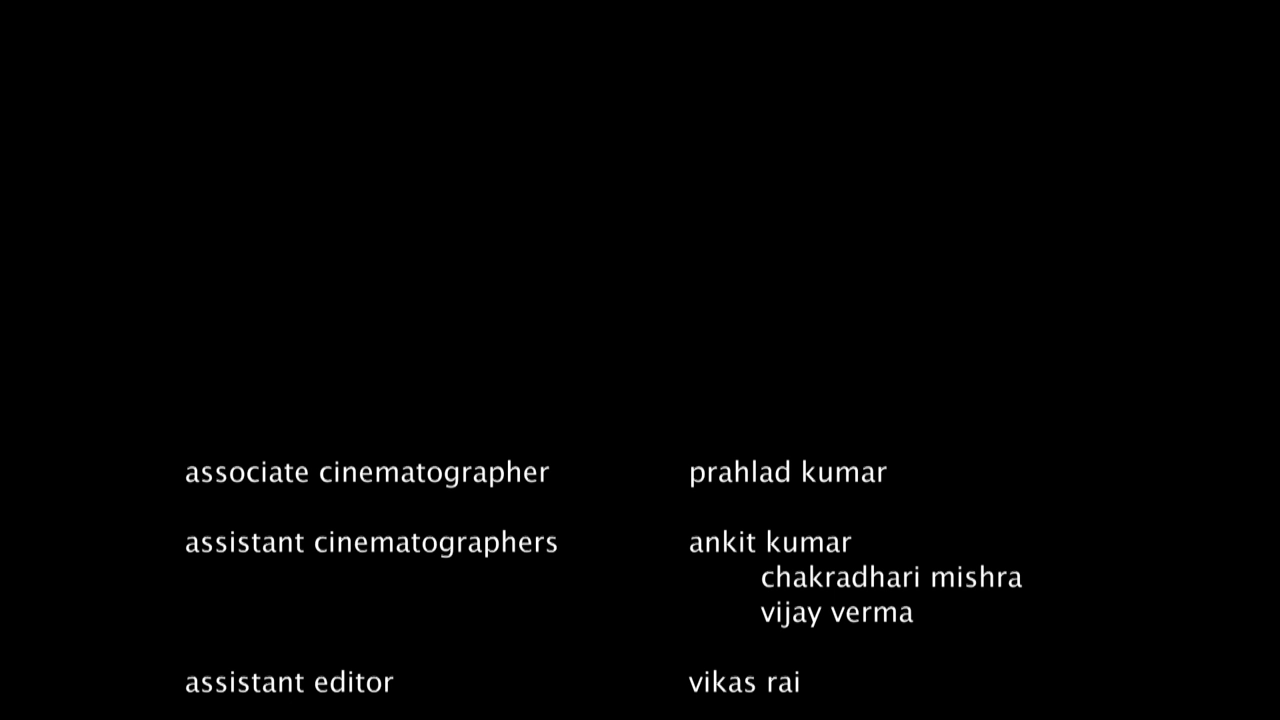 associate cinematographer prahlad kumar
assistant cinematographers ankit kumar
chakradhari mishra
vijay verma
assistant editor vikas rai